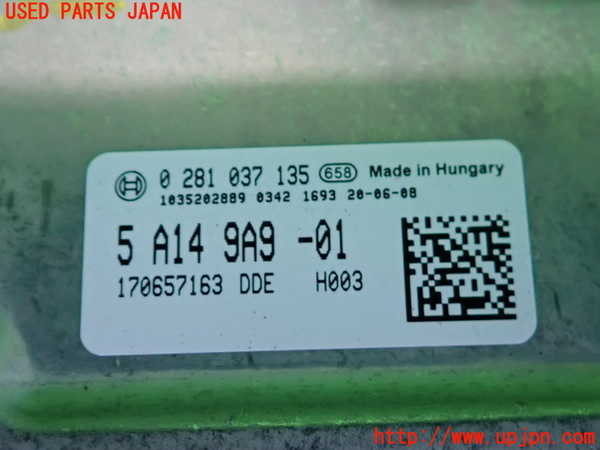 USED PARTS JAPAN
0 281 037 135 658 Made in Hungary
1035202889 0342 1693 20-06-08
5 A14 9A9 -01
170657163 DDE H003
http://www.upjpn.com/